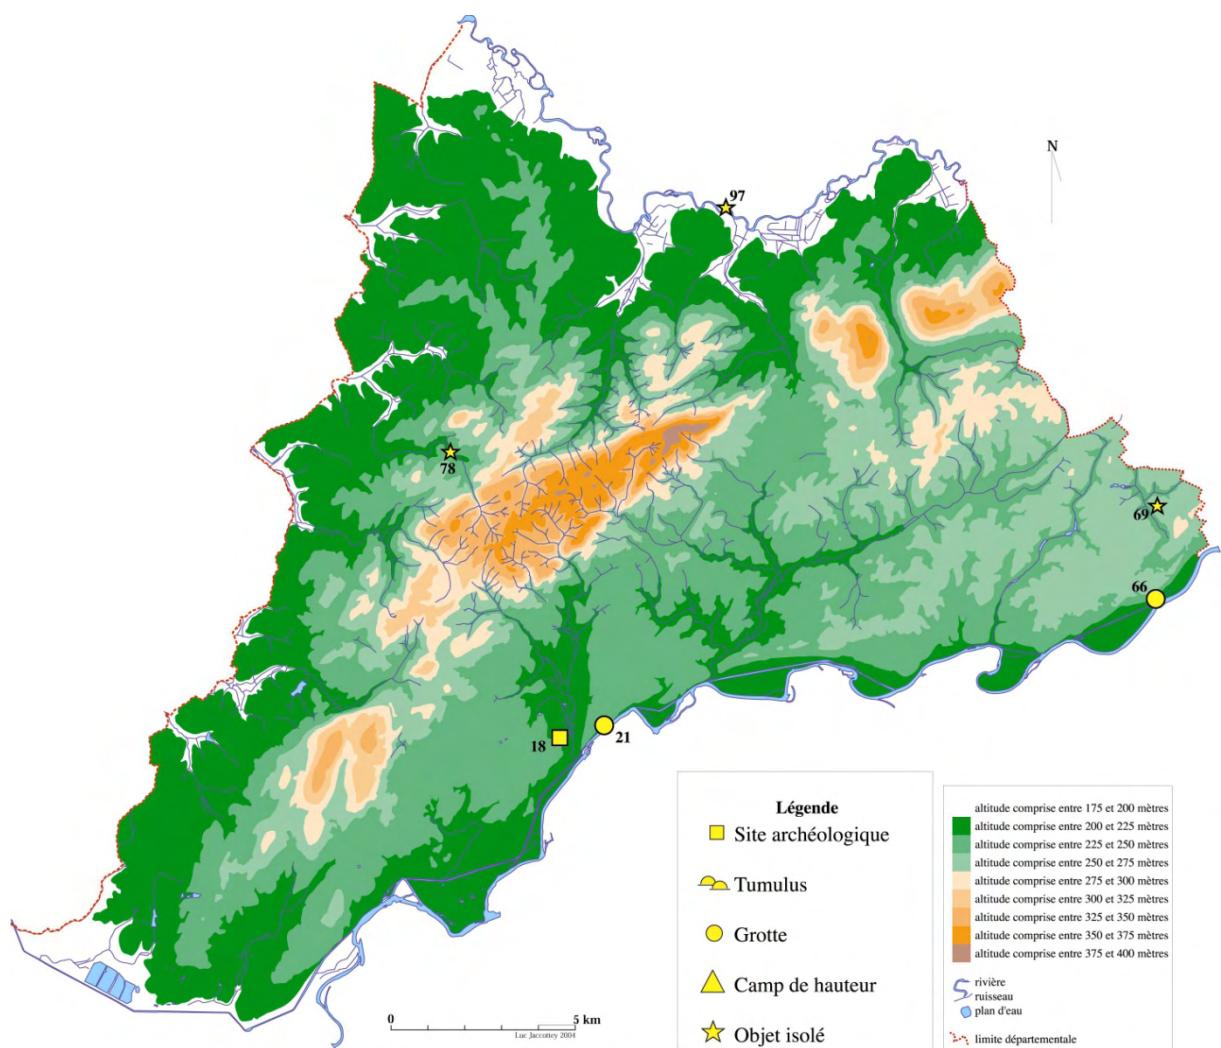 N
97
78
69
66
18
21
0
5 km
Luc Jaccottey 2004
Légende
Site archéologique
Tumulus
Grotte
Camp de hauteur
Objet isolé
altitude comprise entre 175 et 200 mètres
altitude comprise entre 200 et 225 mètres
altitude comprise entre 225 et 250 mètres
altitude comprise entre 250 et 275 mètres
altitude comprise entre 275 et 300 mètres
altitude comprise entre 300 et 325 mètres
altitude comprise entre 325 et 350 mètres
altitude comprise entre 350 et 375 mètres
altitude comprise entre 375 et 400 mètres
rivière
ruisseau
plan d'eau
limite départementale